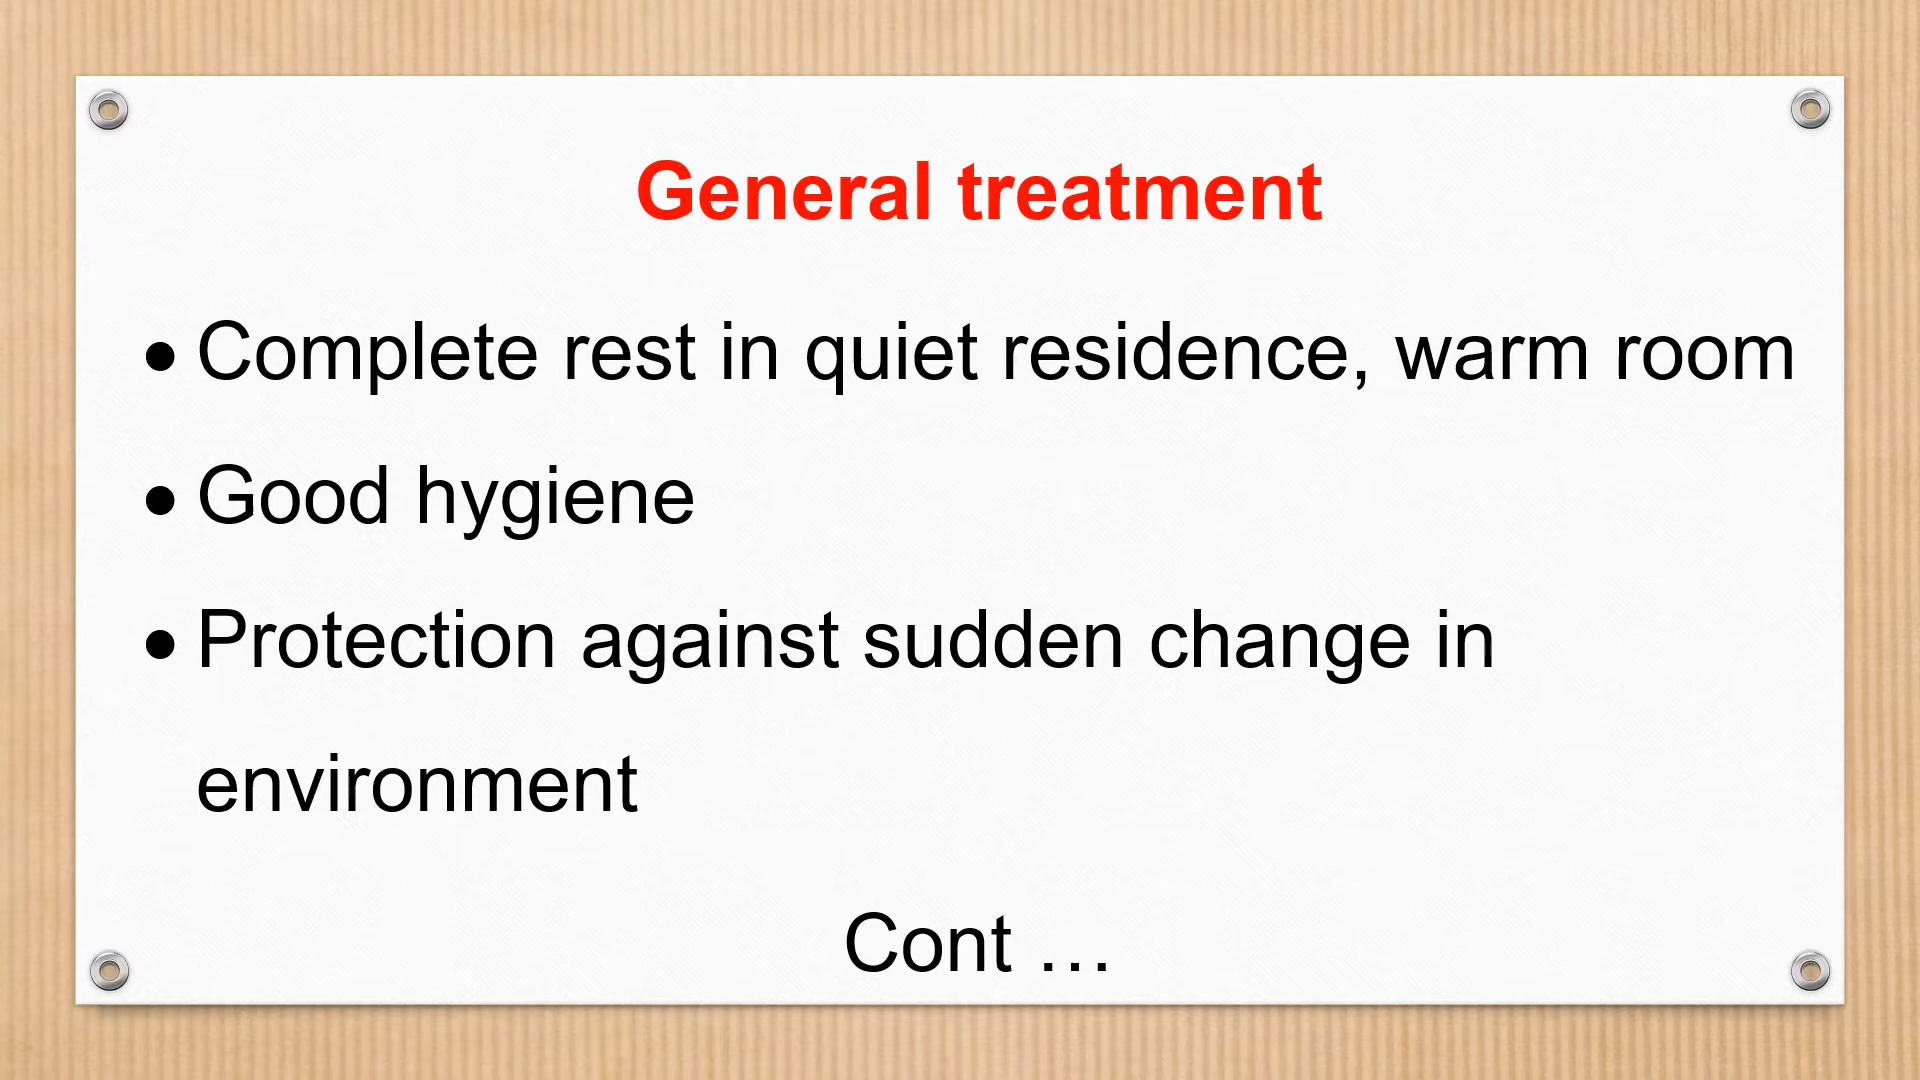 General treatment
• Complete rest in quiet residence, warm room
• Good hygiene
• Protection against sudden change in
environment
Cont …